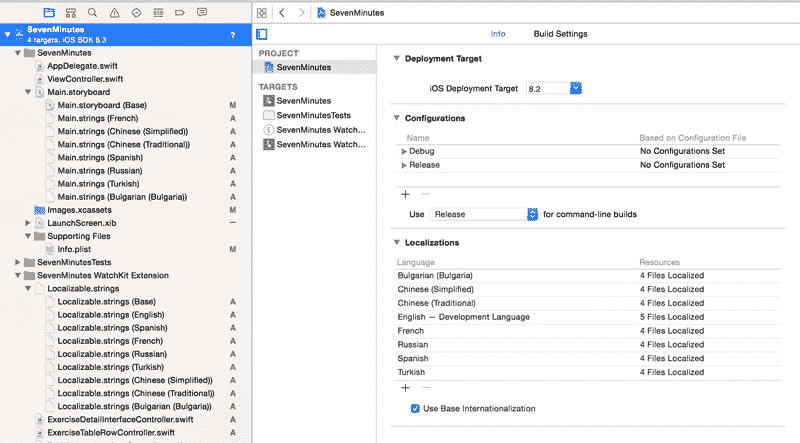 SevenMinutes
4 targets, iOS SDK 8.3
?
SevenMinutes
AppDelegate.swift
ViewController.swift
Main.storyboard
Main.storyboard (Base) M
Main.strings (French) A
Main.strings (Chinese (Simplified)) A
Main.strings (Chinese (Traditional)) A
Main.strings (Spanish) A
Main.strings (Russian) A
Main.strings (Turkish) A
Main.strings (Bulgarian (Bulgaria)) A
Images.xcassets M
LaunchScreen.xib –
Supporting Files
Info.plist M
SevenMinutesTests
SevenMinutes WatchKit Extension
Localizable.strings
Localizable.strings (Base) A
Localizable.strings (English) A
Localizable.strings (Spanish) A
Localizable.strings (French) A
Localizable.strings (Russian) A
Localizable.strings (Turkish) A
Localizable.strings (Chinese (Simplified)) A
Localizable.strings (Chinese (Traditional)) A
Localizable.strings (Bulgarian (Bulgaria)) A
ExerciseDetailInterfaceController.swift A
ExerciseTableRowController.swift A
SevenMinutes
Info Build Settings
PROJECT
SevenMinutes
TARGETS
SevenMinutes
SevenMinutesTests
SevenMinutes Watch...
SevenMinutes Watch...
Deployment Target
iOS Deployment Target 8.2
Configurations
Name Based on Configuration File
Debug No Configurations Set
Release No Configurations Set
+ −
Use Release for command-line builds
Localizations
Language Resources
Bulgarian (Bulgaria) 4 Files Localized
Chinese (Simplified) 4 Files Localized
Chinese (Traditional) 4 Files Localized
English — Development Language 5 Files Localized
French 4 Files Localized
Russian 4 Files Localized
Spanish 4 Files Localized
Turkish 4 Files Localized
+ −
Use Base Internationalization